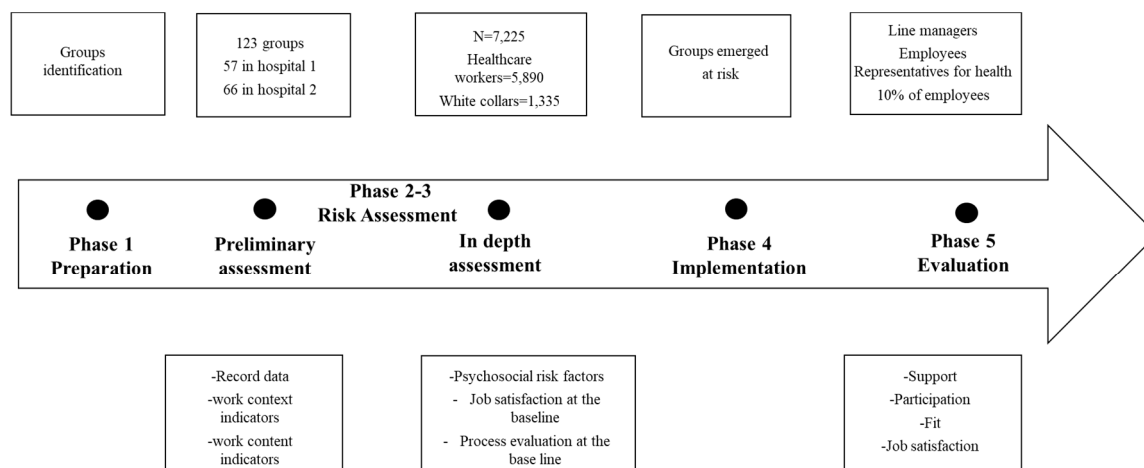 Groups
identification
123 groups
57 in hospital 1
66 in hospital 2
N=7,225
Healthcare
workers=5,890
White collars=1,335
Groups emerged
at risk
Line managers
Employees
Representatives for health
10% of employees
Phase 2-3
Risk Assessment
Phase 1
Preparation
Preliminary
assessment
In depth
assessment
Phase 4
Implementation
Phase 5
Evaluation
-Record data
-work context
indicators
-work content
indicators
-Psychosocial risk factors
- Job satisfaction at the
baseline
- Process evaluation at the
base line
-Support
-Participation
-Fit
-Job satisfaction